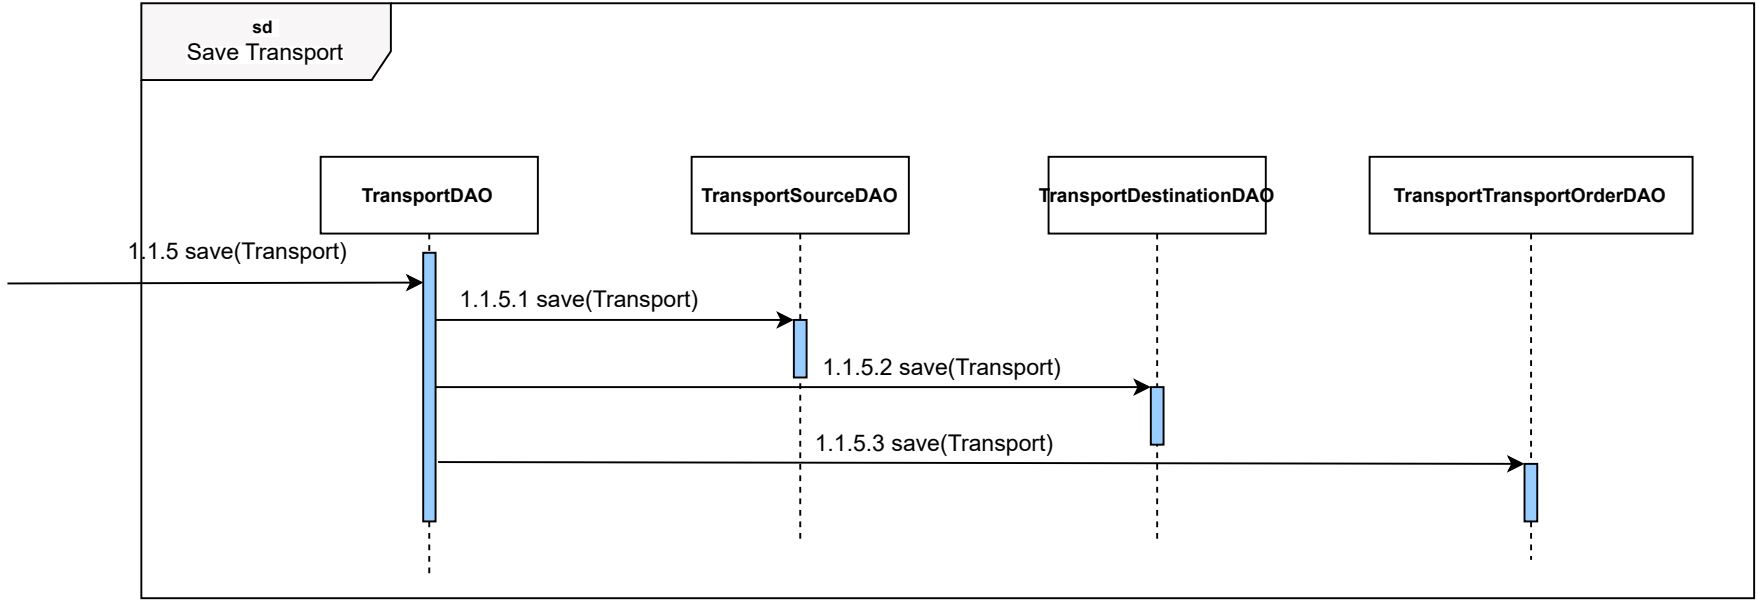 sd
Save Transport
TransportDAO
TransportSourceDAO
TransportDestinationDAO
TransportTransportOrderDAO
1.1.5 save(Transport)
1.1.5.1 save(Transport)
1.1.5.2 save(Transport)
1.1.5.3 save(Transport)